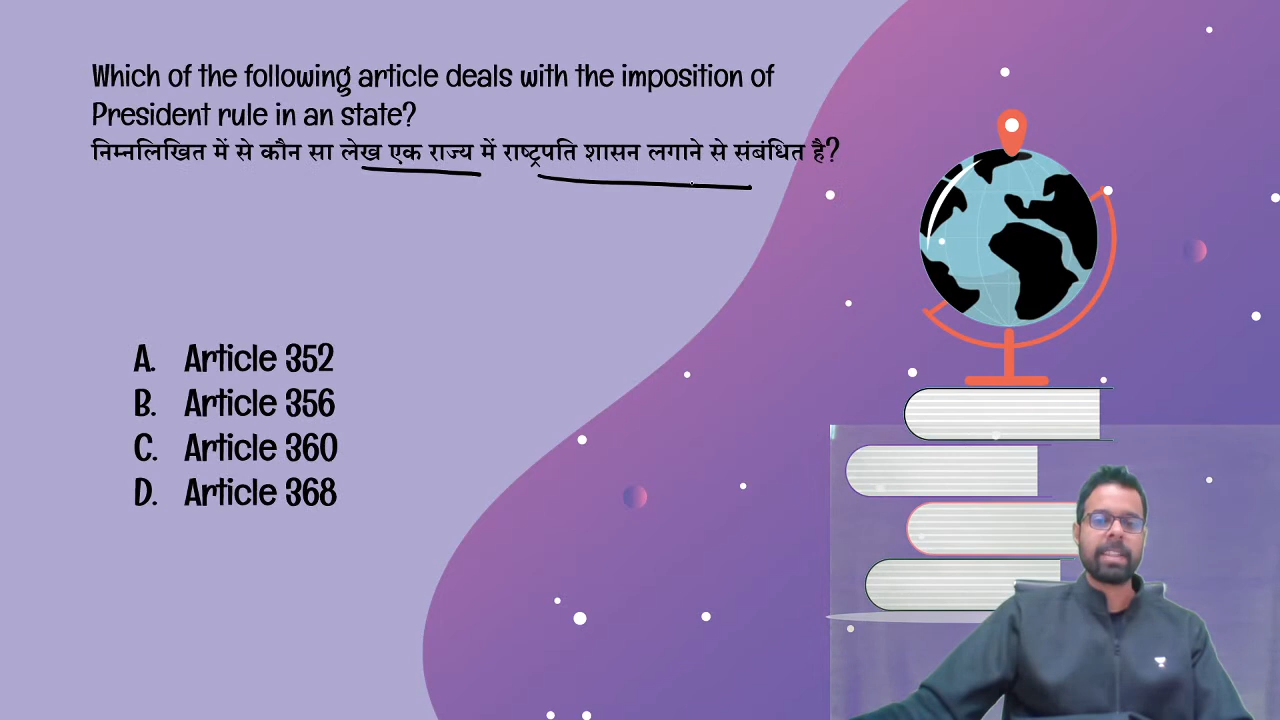 Which of the following article deals with the imposition of
President rule in an state?
निम्नलिखित में से कौन सा लेख एक राज्य में राष्ट्रपति शासन लगाने से संबंधित है?
A. Article 352
B. Article 356
C. Article 360
D. Article 368